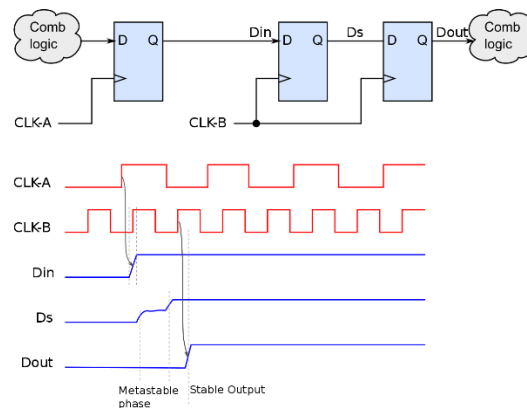 Comb
logic
D Q
Din
D Q
Ds
D Q
Dout
Comb
logic
CLK-A
CLK-B
CLK-A
CLK-B
Din
Ds
Dout
Metastable
phase
Stable Output